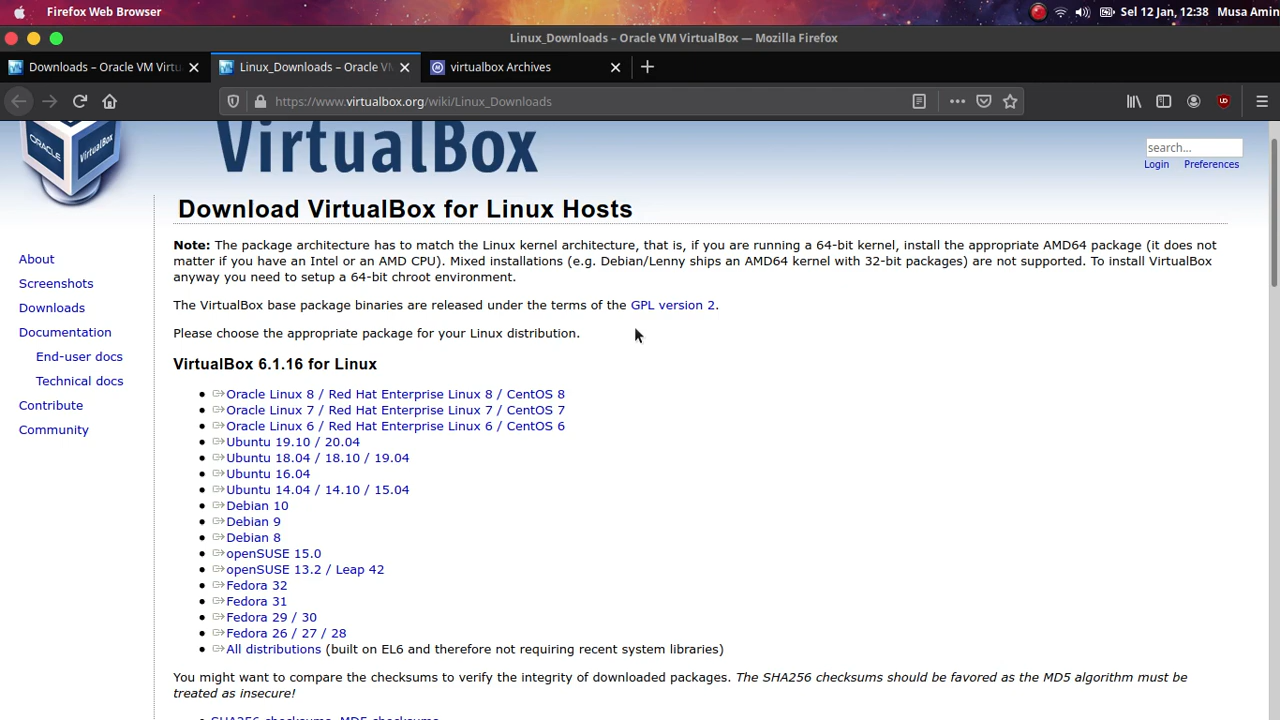 Firefox Web Browser
Sel 12 Jan, 12:38
Musa Amin
Linux_Downloads – Oracle VM VirtualBox — Mozilla Firefox
Downloads – Oracle VM Virtu
Linux_Downloads – Oracle VM
virtualbox Archives
https://www.virtualbox.org/wiki/Linux_Downloads
ORACLE
VirtualBox
VirtualBox
search...
Login
Preferences
About
Screenshots
Downloads
Documentation
End-user docs
Technical docs
Contribute
Community
Download VirtualBox for Linux Hosts
Note: The package architecture has to match the Linux kernel architecture, that is, if you are running a 64-bit kernel, install the appropriate AMD64 package (it does not
matter if you have an Intel or an AMD CPU). Mixed installations (e.g. Debian/Lenny ships an AMD64 kernel with 32-bit packages) are not supported. To install VirtualBox
anyway you need to setup a 64-bit chroot environment.
The VirtualBox base package binaries are released under the terms of the GPL version 2.
Please choose the appropriate package for your Linux distribution.
VirtualBox 6.1.16 for Linux
Oracle Linux 8 / Red Hat Enterprise Linux 8 / CentOS 8
Oracle Linux 7 / Red Hat Enterprise Linux 7 / CentOS 7
Oracle Linux 6 / Red Hat Enterprise Linux 6 / CentOS 6
Ubuntu 19.10 / 20.04
Ubuntu 18.04 / 18.10 / 19.04
Ubuntu 16.04
Ubuntu 14.04 / 14.10 / 15.04
Debian 10
Debian 9
Debian 8
openSUSE 15.0
openSUSE 13.2 / Leap 42
Fedora 32
Fedora 31
Fedora 29 / 30
Fedora 26 / 27 / 28
All distributions (built on EL6 and therefore not requiring recent system libraries)
You might want to compare the checksums to verify the integrity of downloaded packages. The SHA256 checksums should be favored as the MD5 algorithm must be
treated as insecure!
SHA256 checksums, MD5 checksums